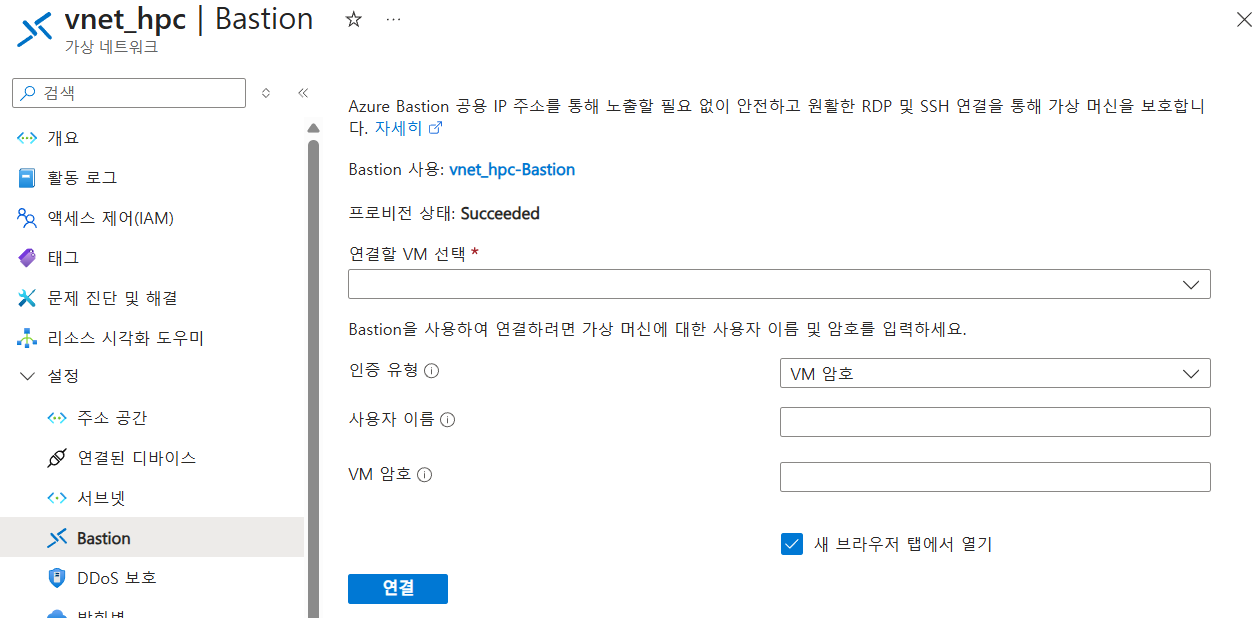 vnet_hpc | Bastion
가상 네트워크
검색
개요
활동 로그
액세스 제어(IAM)
태그
문제 진단 및 해결
리소스 시각화 도우미
설정
주소 공간
연결된 디바이스
서브넷
Bastion
DDoS 보호
Azure Bastion 공용 IP 주소를 통해 노출할 필요 없이 안전하고 원활한 RDP 및 SSH 연결을 통해 가상 머신을 보호합니
다. 자세히
Bastion 사용: vnet_hpc-Bastion
프로비전 상태: Succeeded
연결할 VM 선택 *
Bastion을 사용하여 연결하려면 가상 머신에 대한 사용자 이름 및 암호를 입력하세요.
인증 유형
VM 암호
사용자 이름
VM 암호
새 브라우저 탭에서 열기
연결